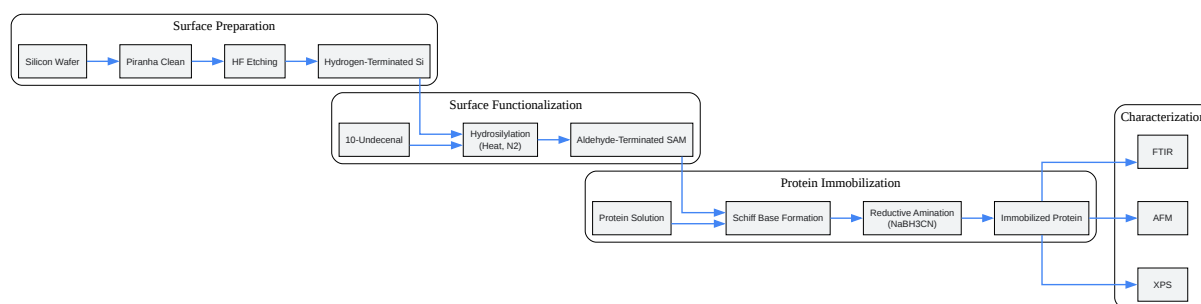 Surface Preparation
Silicon Wafer
Piranha Clean
HF Etching
Hydrogen-Terminated Si
Surface Functionalization
10-Undecenal
Hydrosilylation
(Heat, N2)
Aldehyde-Terminated SAM
Protein Immobilization
Protein Solution
Schiff Base Formation
Reductive Amination
(NaBH3CN)
Immobilized Protein
Characterization
FTIR
AFM
XPS